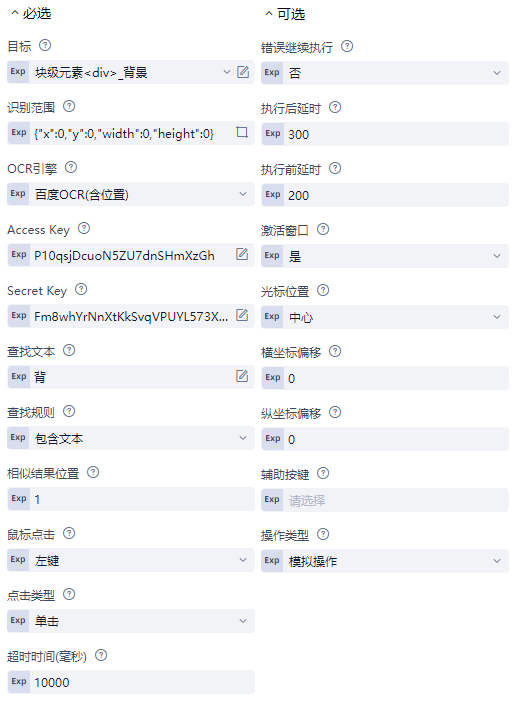 必选
目标
Exp 块级元素<div>_背景
识别范围
Exp {"x":0,"y":0,"width":0,"height":0}
OCR引擎
Exp 百度OCR(含位置)
Access Key
Exp P10qsjDcuoN5ZU7dnSHmXzGh
Secret Key
Exp Fm8whYrNnXtKkSvqVPUYL573X...
查找文本
Exp 背
查找规则
Exp 包含文本
相似结果位置
Exp 1
鼠标点击
Exp 左键
点击类型
Exp 单击
超时时间(毫秒)
Exp 10000
可选
错误继续执行
Exp 否
执行后延时
Exp 300
执行前延时
Exp 200
激活窗口
Exp 是
光标位置
Exp 中心
横坐标偏移
Exp 0
纵坐标偏移
Exp 0
辅助按键
Exp 请选择
操作类型
Exp 模拟操作